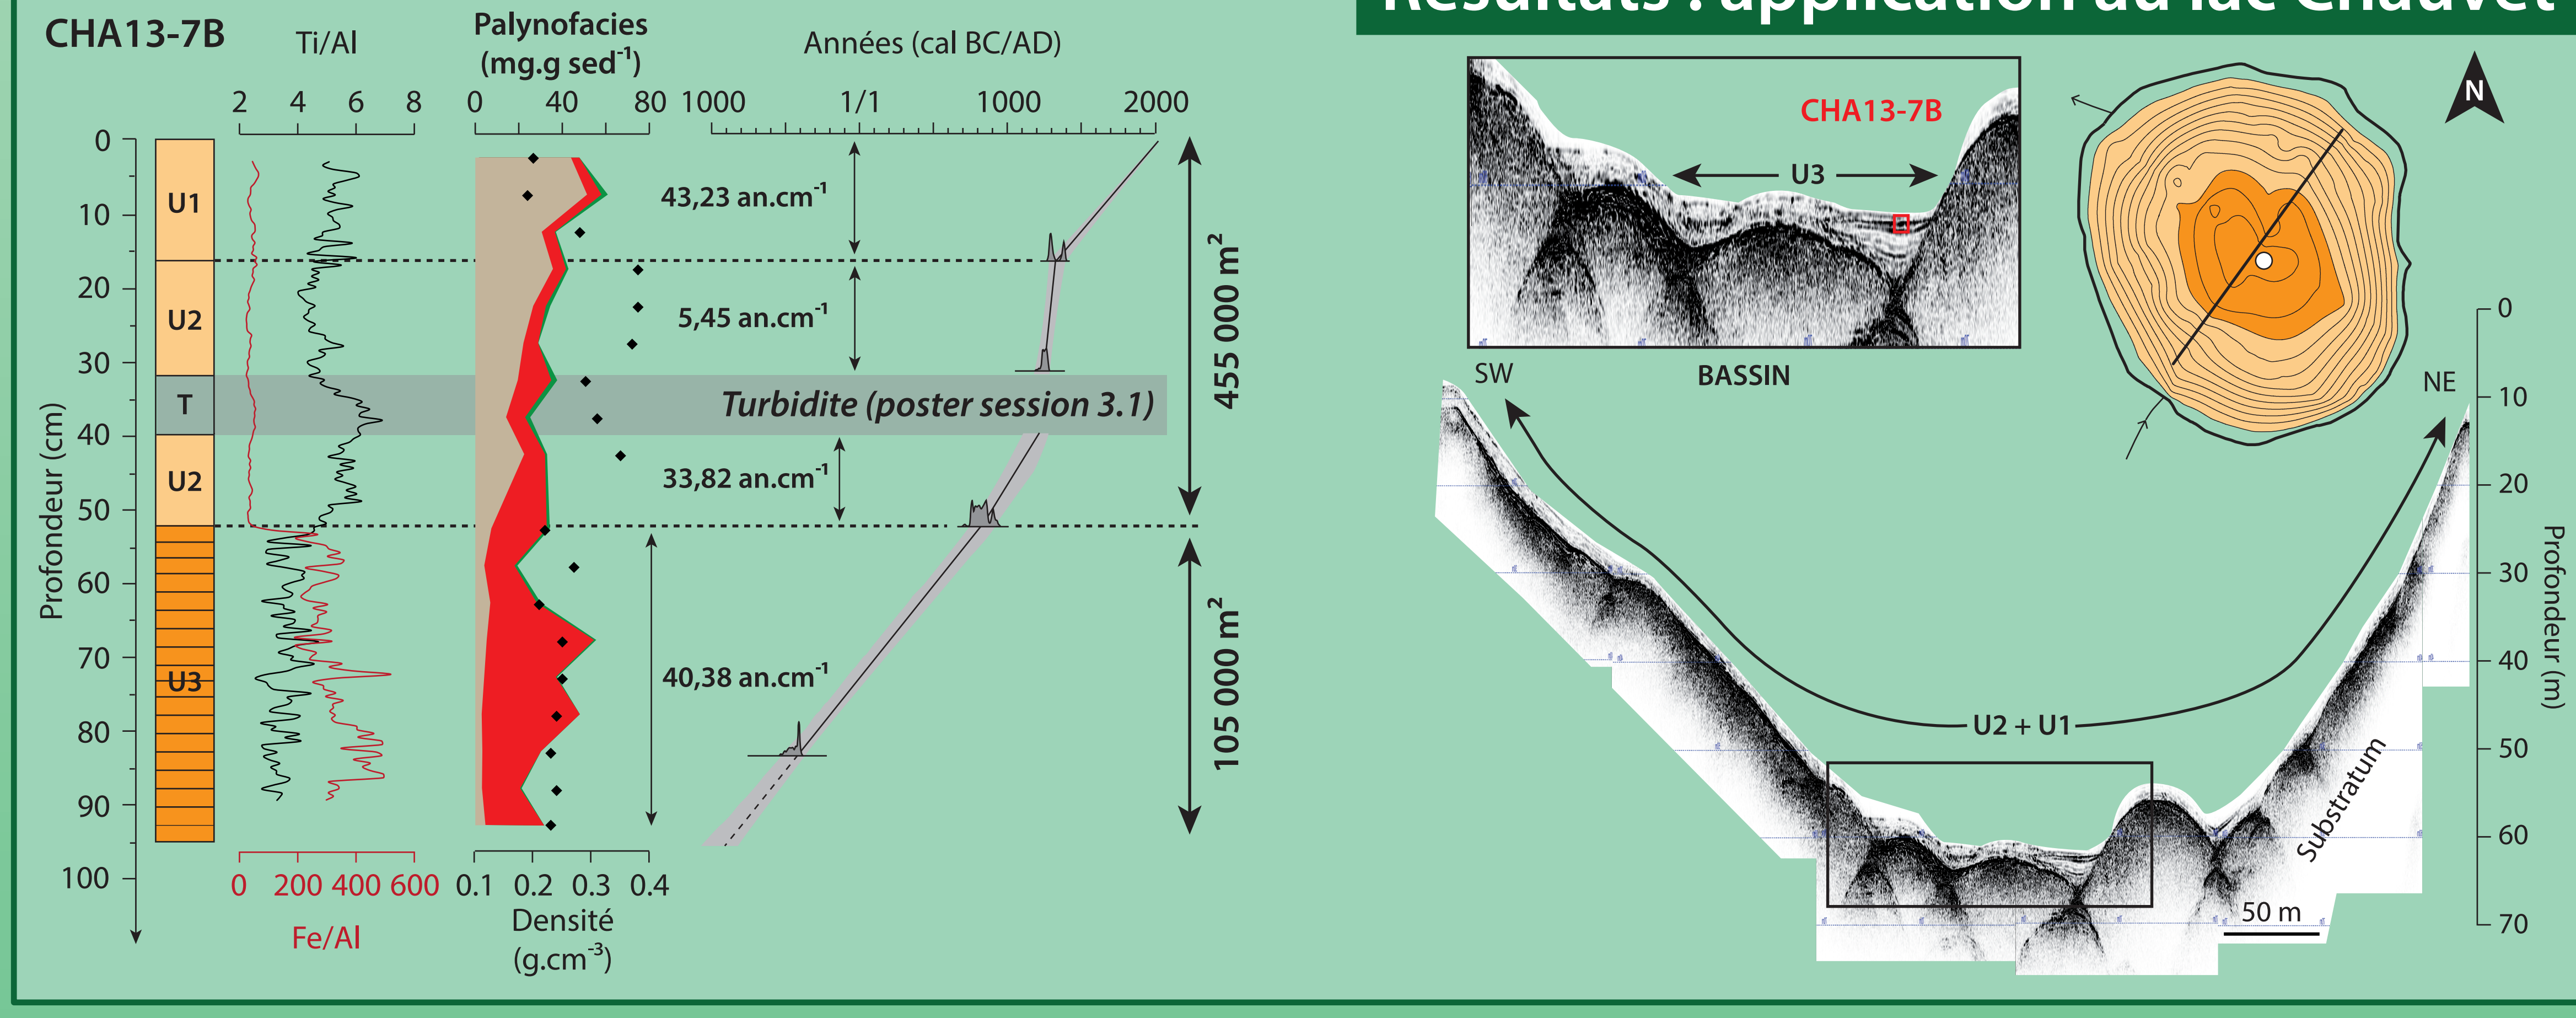 Résultats : application au lac Chauvet
CHA13-7B
Ti/Al
2 4 6 8
Palynofacies
(mg.g sed⁻¹)
0 40 80
Années (cal BC/AD)
1000 1/1 1000 2000
Profondeur (cm)
0
10
20
30
40
50
60
70
80
90
100
U1
U2
T
U2
U3
43,23 an.cm⁻¹
5,45 an.cm⁻¹
Turbidite (poster session 3.1)
33,82 an.cm⁻¹
40,38 an.cm⁻¹
455 000 m²
105 000 m²
0 200 400 600
Fe/Al
0.1 0.2 0.3 0.4
Densité
(g.cm⁻³)
CHA13-7B
U3
BASSIN
N
SW
NE
U2 + U1
Substratum
50 m
0
10
20
30
40
50
60
70
Profondeur (m)